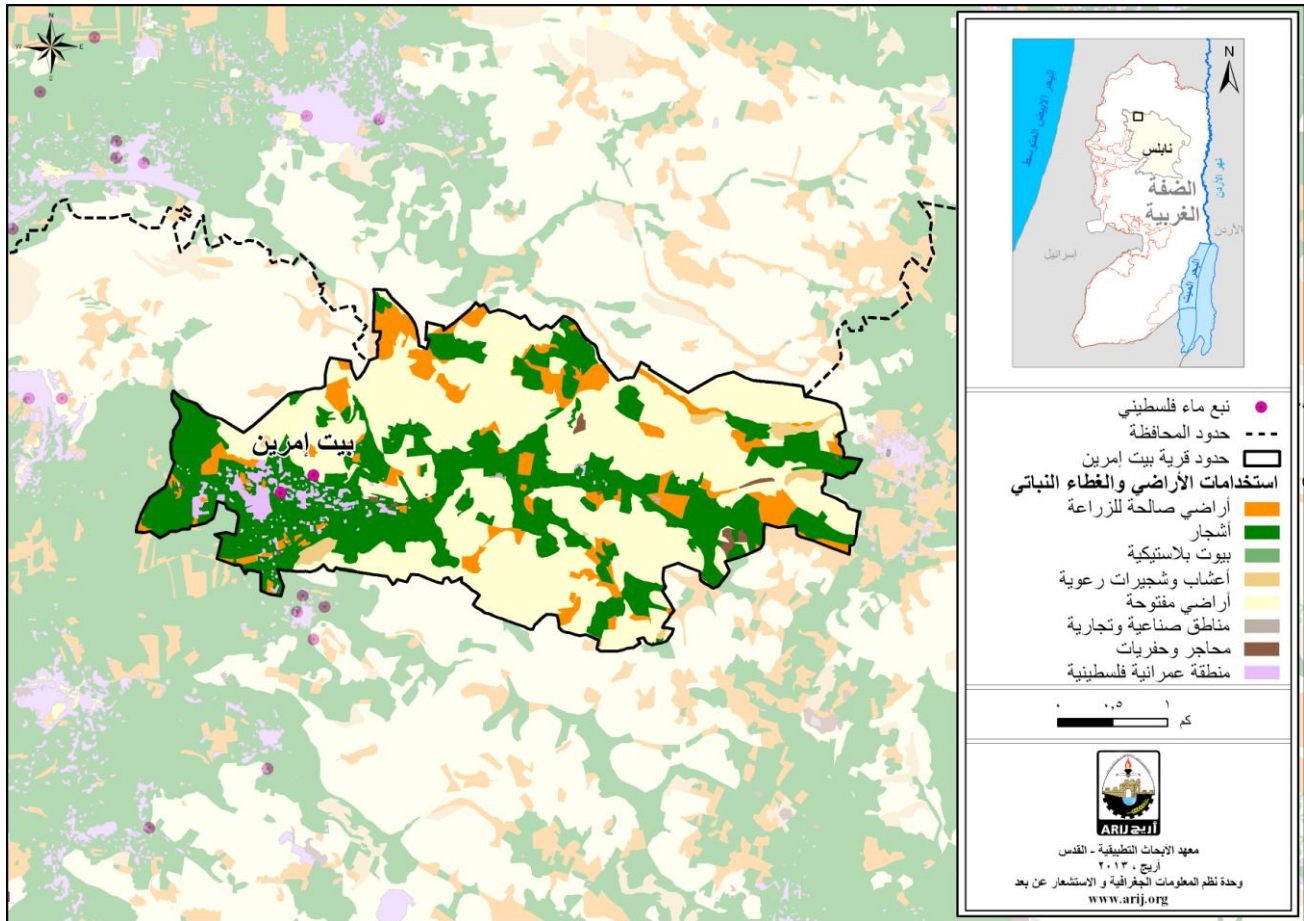 N
W
E
S
بيت إمرين
N
البحر الابيض المتوسط
نابلس
الضفة
الغربية
نهر الاردن
الأردن
إسرائيل
البحر الميت
نبع ماء فلسطيني
حدود المحافظة
حدود قرية بيت إمرين
استخدامات الأراضي والغطاء النباتي
أراضي صالحة للزراعة
أشجار
بيوت بلاستيكية
أعشاب وشجيرات رعوية
أراضي مفتوحة
مناطق صناعية وتجارية
محاجر وحفريات
منطقة عمرانية فلسطينية
٠ ٠,٥ ١
كم
ARIJ أريج
معهد الأبحاث التطبيقية - القدس
أريج ، ٢٠١٣
وحدة نظم المعلومات الجغرافية و الاستشعار عن بعد
www.arij.org